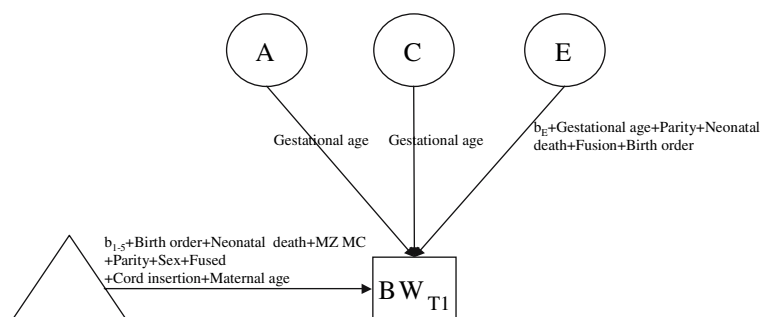 A C E
Gestational age Gestational age b_E+Gestational age+Parity+Neonatal
death+Fusion+Birth order
b_1-5+Birth order+Neonatal death+MZ MC
+Parity+Sex+Fused
+Cord insertion+Maternal age
BW_T1